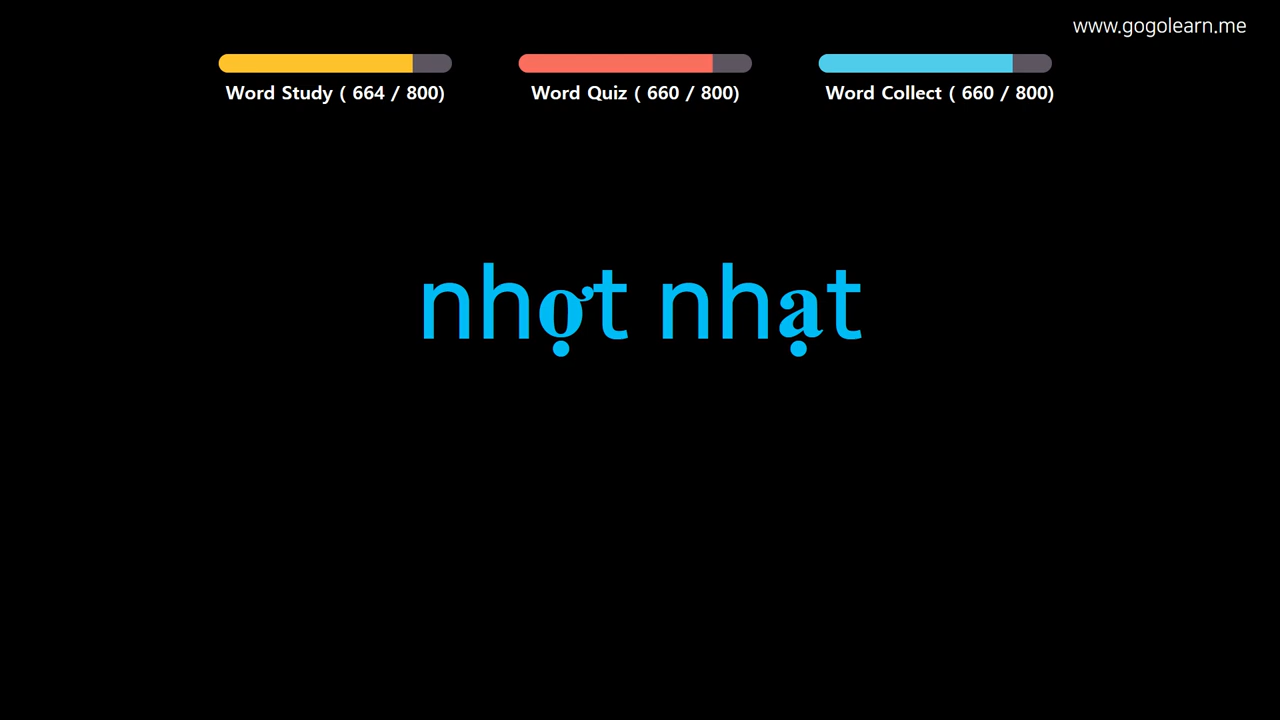 www.gogolearn.me
Word Study ( 664 / 800)
Word Quiz ( 660 / 800)
Word Collect ( 660 / 800)
nhợt nhạt